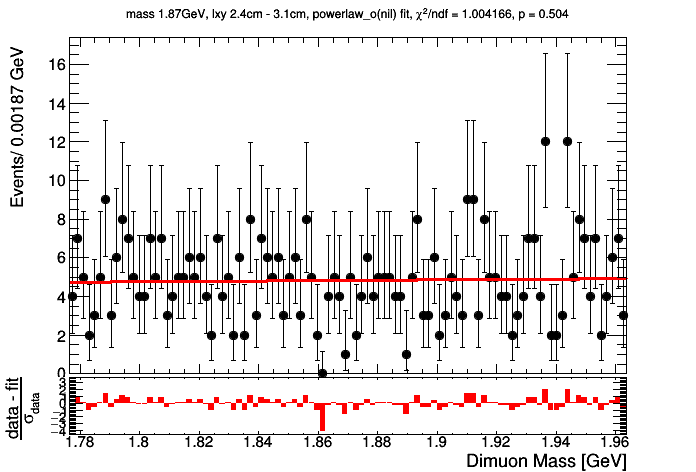 mass 1.87GeV, lxy 2.4cm - 3.1cm, powerlaw_o(nil) fit, χ²/ndf = 1.004166, p = 0.504
Events/ 0.00187 GeV
16
14
12
10
8
6
4
2
0
data - fit
σdata
3
2
1
0
−1
−2
−3
−4
1.78 1.8 1.82 1.84 1.86 1.88 1.9 1.92 1.94 1.96
Dimuon Mass [GeV]